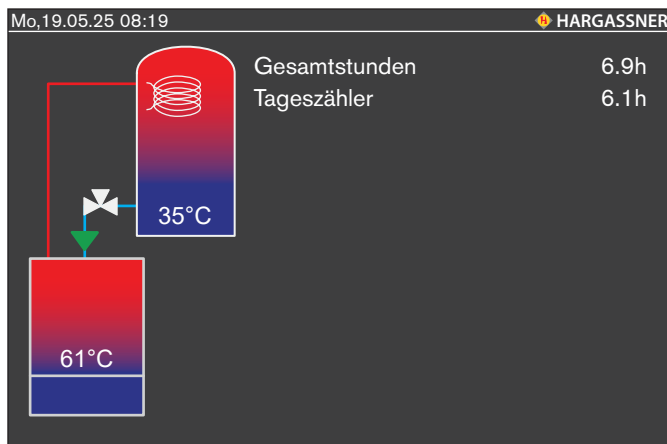 Mo,19.05.25 08:19
H HARGASSNER
Gesamtstunden 6.9h
Tageszähler 6.1h
35°C
61°C